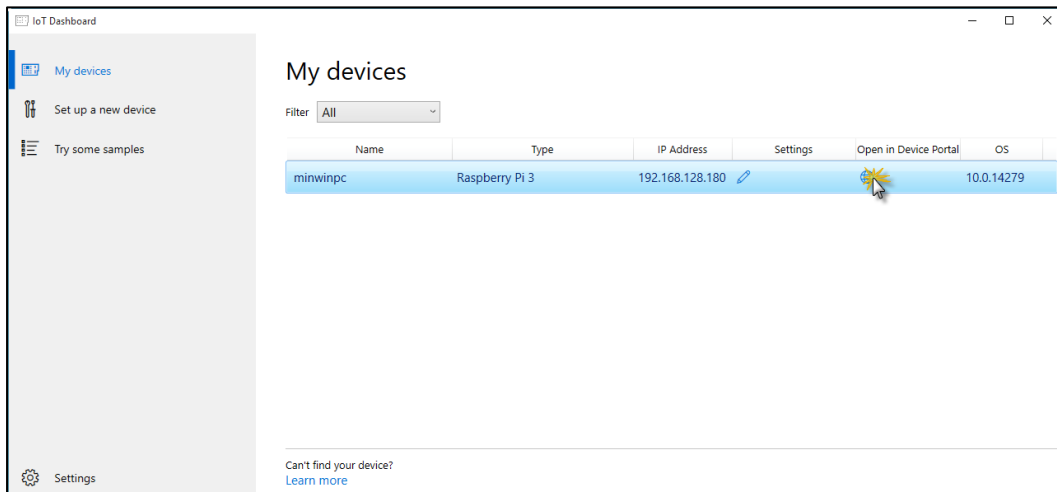 IoT Dashboard
My devices
Set up a new device
Try some samples
Settings
My devices
Filter All
Name Type IP Address Settings Open in Device Portal OS
minwinpc Raspberry Pi 3 192.168.128.180 10.0.14279
Can't find your device?
Learn more